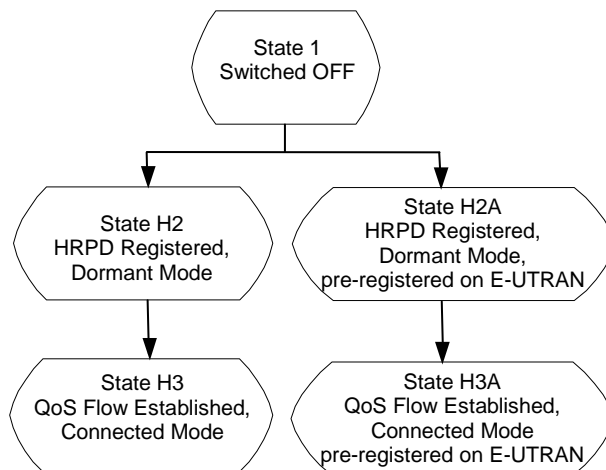 State 1
Switched OFF
State H2
HRPD Registered,
Dormant Mode
State H2A
HRPD Registered,
Dormant Mode,
pre-registered on E-UTRAN
State H3
QoS Flow Established,
Connected Mode
State H3A
QoS Flow Established,
Connected Mode
pre-registered on E-UTRAN